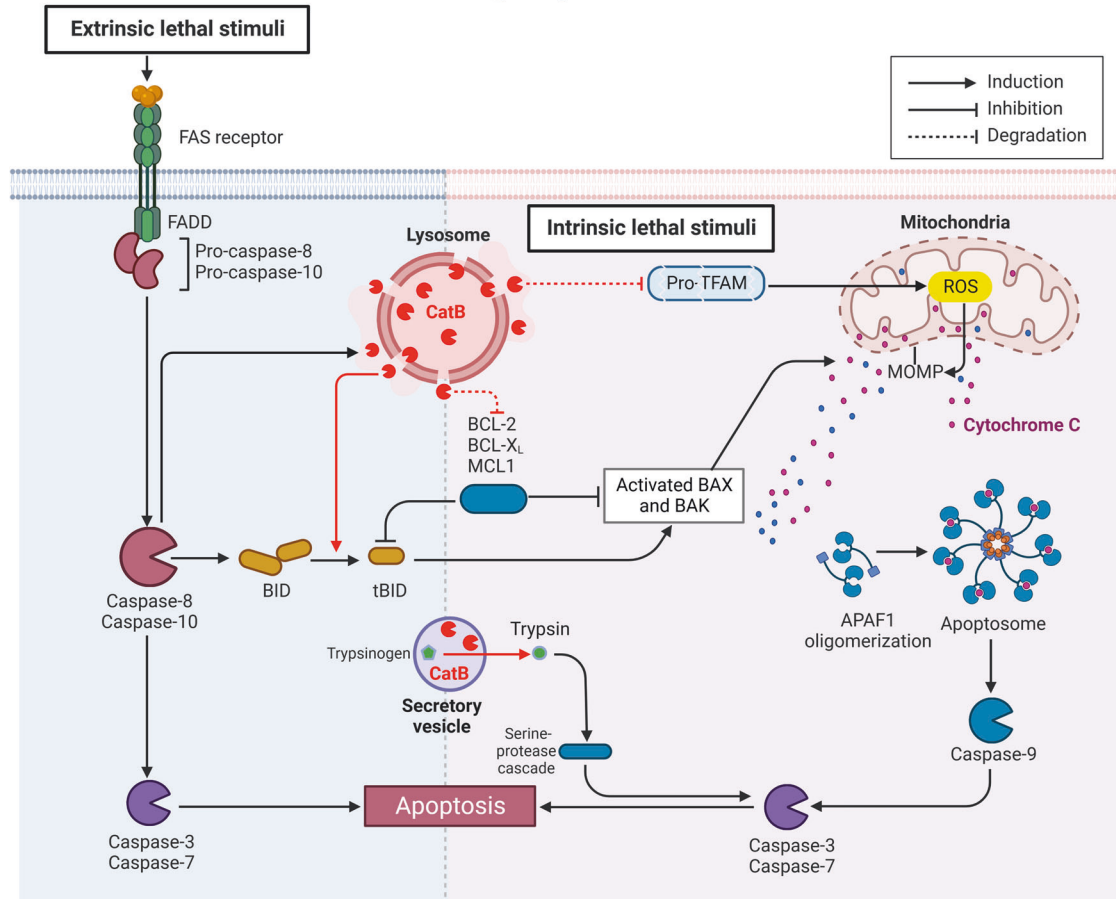 Extrinsic lethal stimuli
Induction
Inhibition
Degradation
FAS receptor
FADD
Pro-caspase-8
Pro-caspase-10
Lysosome
Intrinsic lethal stimuli
Mitochondria
CatB
Pro-TFAM
ROS
MOMP
Cytochrome C
BCL-2
BCL-XL
MCL1
Activated BAX
and BAK
Caspase-8
Caspase-10
BID
tBID
APAF1
oligomerization
Apoptosome
Trypsinogen
CatB
Trypsin
Secretory
vesicle
Serine-
protease
cascade
Caspase-9
Apoptosis
Caspase-3
Caspase-7
Caspase-3
Caspase-7